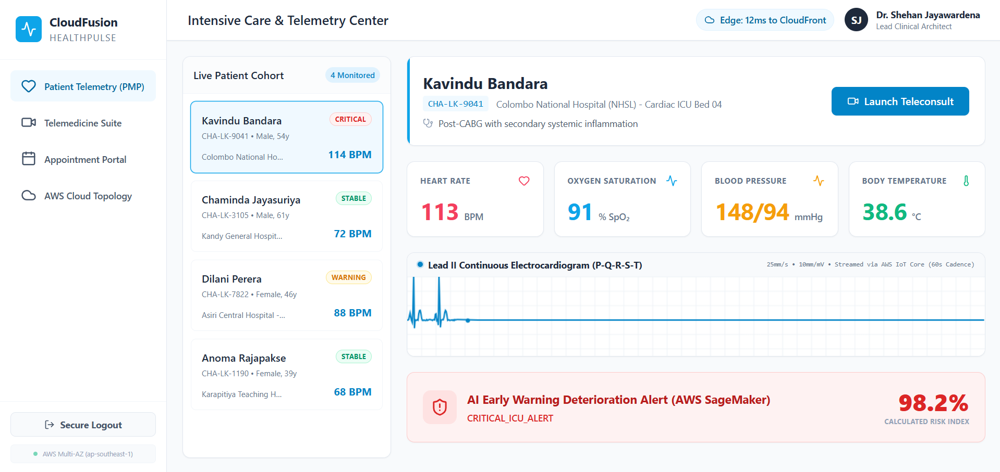 CloudFusion
HEALTHPULSE
Patient Telemetry (PMP)
Telemedicine Suite
Appointment Portal
AWS Cloud Topology
Secure Logout
AWS Multi-AZ (ap-southeast-1)
Intensive Care & Telemetry Center
Edge: 12ms to CloudFront
SJ
Dr. Shehan Jayawardena
Lead Clinical Architect
Live Patient Cohort
4 Monitored
Kavindu Bandara
CRITICAL
CHA-LK-9041 • Male, 54y
Colombo National Ho...
114 BPM
Chaminda Jayasuriya
STABLE
CHA-LK-3105 • Male, 61y
Kandy General Hospit...
72 BPM
Dilani Perera
WARNING
CHA-LK-7822 • Female, 46y
Asiri Central Hospital -...
88 BPM
Anoma Rajapakse
STABLE
CHA-LK-1190 • Female, 39y
Karapitiya Teaching H...
68 BPM
Kavindu Bandara
CHA-LK-9041 Colombo National Hospital (NHSL) - Cardiac ICU Bed 04
Post-CABG with secondary systemic inflammation
Launch Teleconsult
HEART RATE
113 BPM
OXYGEN SATURATION
91 % SpO₂
BLOOD PRESSURE
148/94 mmHg
BODY TEMPERATURE
38.6 °C
Lead II Continuous Electrocardiogram (P-Q-R-S-T)
25mm/s • 10mm/mV • Streamed via AWS IoT Core (60s Cadence)
AI Early Warning Deterioration Alert (AWS SageMaker)
CRITICAL_ICU_ALERT
98.2%
CALCULATED RISK INDEX